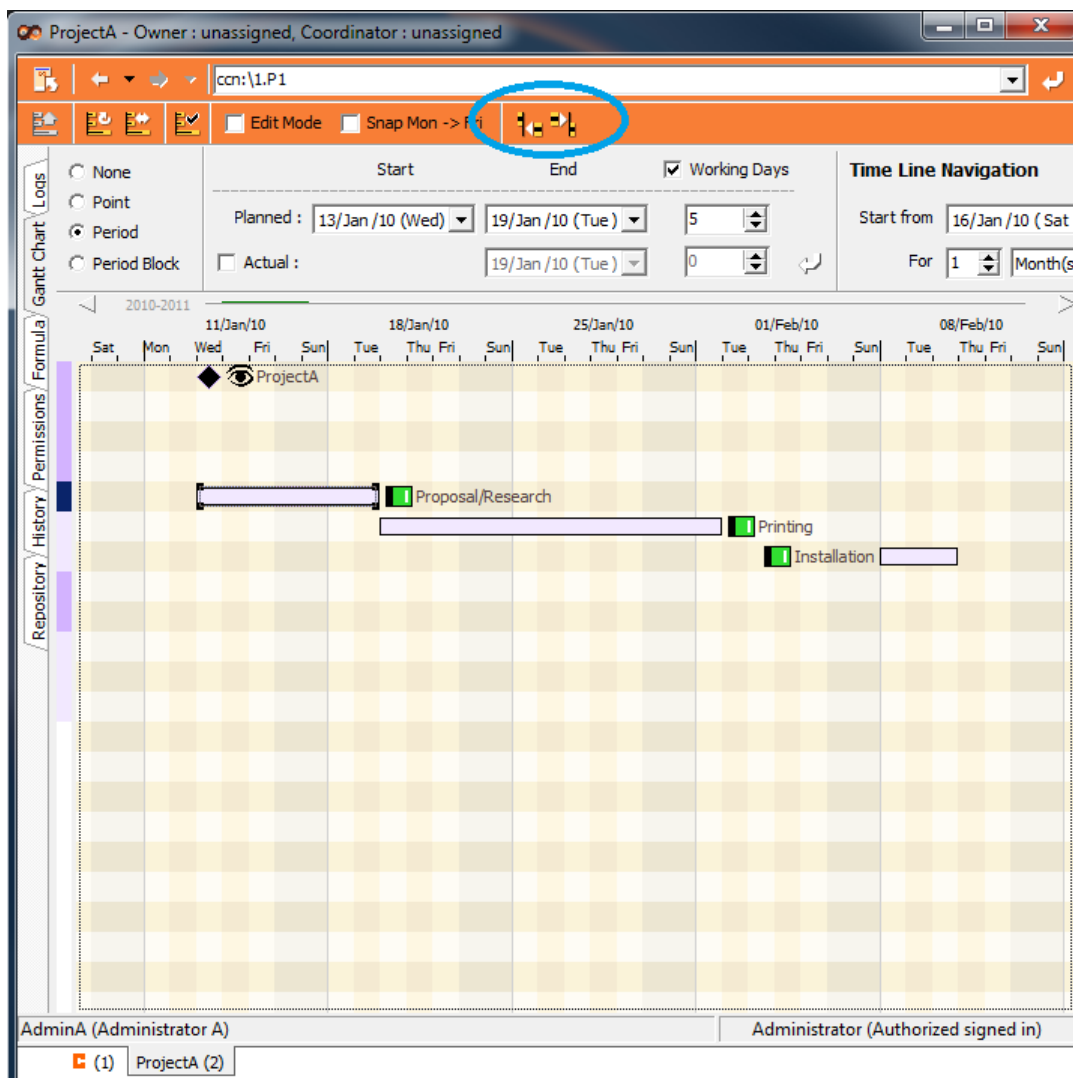 ProjectA - Owner : unassigned, Coordinator : unassigned
ccn:\1.P1
Edit Mode Snap Mon -> Fri
None Start End Working Days Time Line Navigation
Point
Planned : 13/Jan /10 (Wed) 19/Jan /10 (Tue ) 5 Start from 16/Jan /10 ( Sat
Period
Period Block Actual : 19/Jan /10 (Tue ) 0 For 1 Month(s
Logs
Gantt Chart
Formula
Permissions
History
Repository
2010-2011
11/Jan/10 18/Jan/10 25/Jan/10 01/Feb/10 08/Feb/10
Sat Mon Wed Fri Sun Tue Thu Fri Sun Tue Thu Fri Sun Tue Thu Fri Sun Tue Thu Fri Sun
ProjectA
Proposal/Research
Printing
Installation
AdminA (Administrator A) Administrator (Authorized signed in)
(1) ProjectA (2)